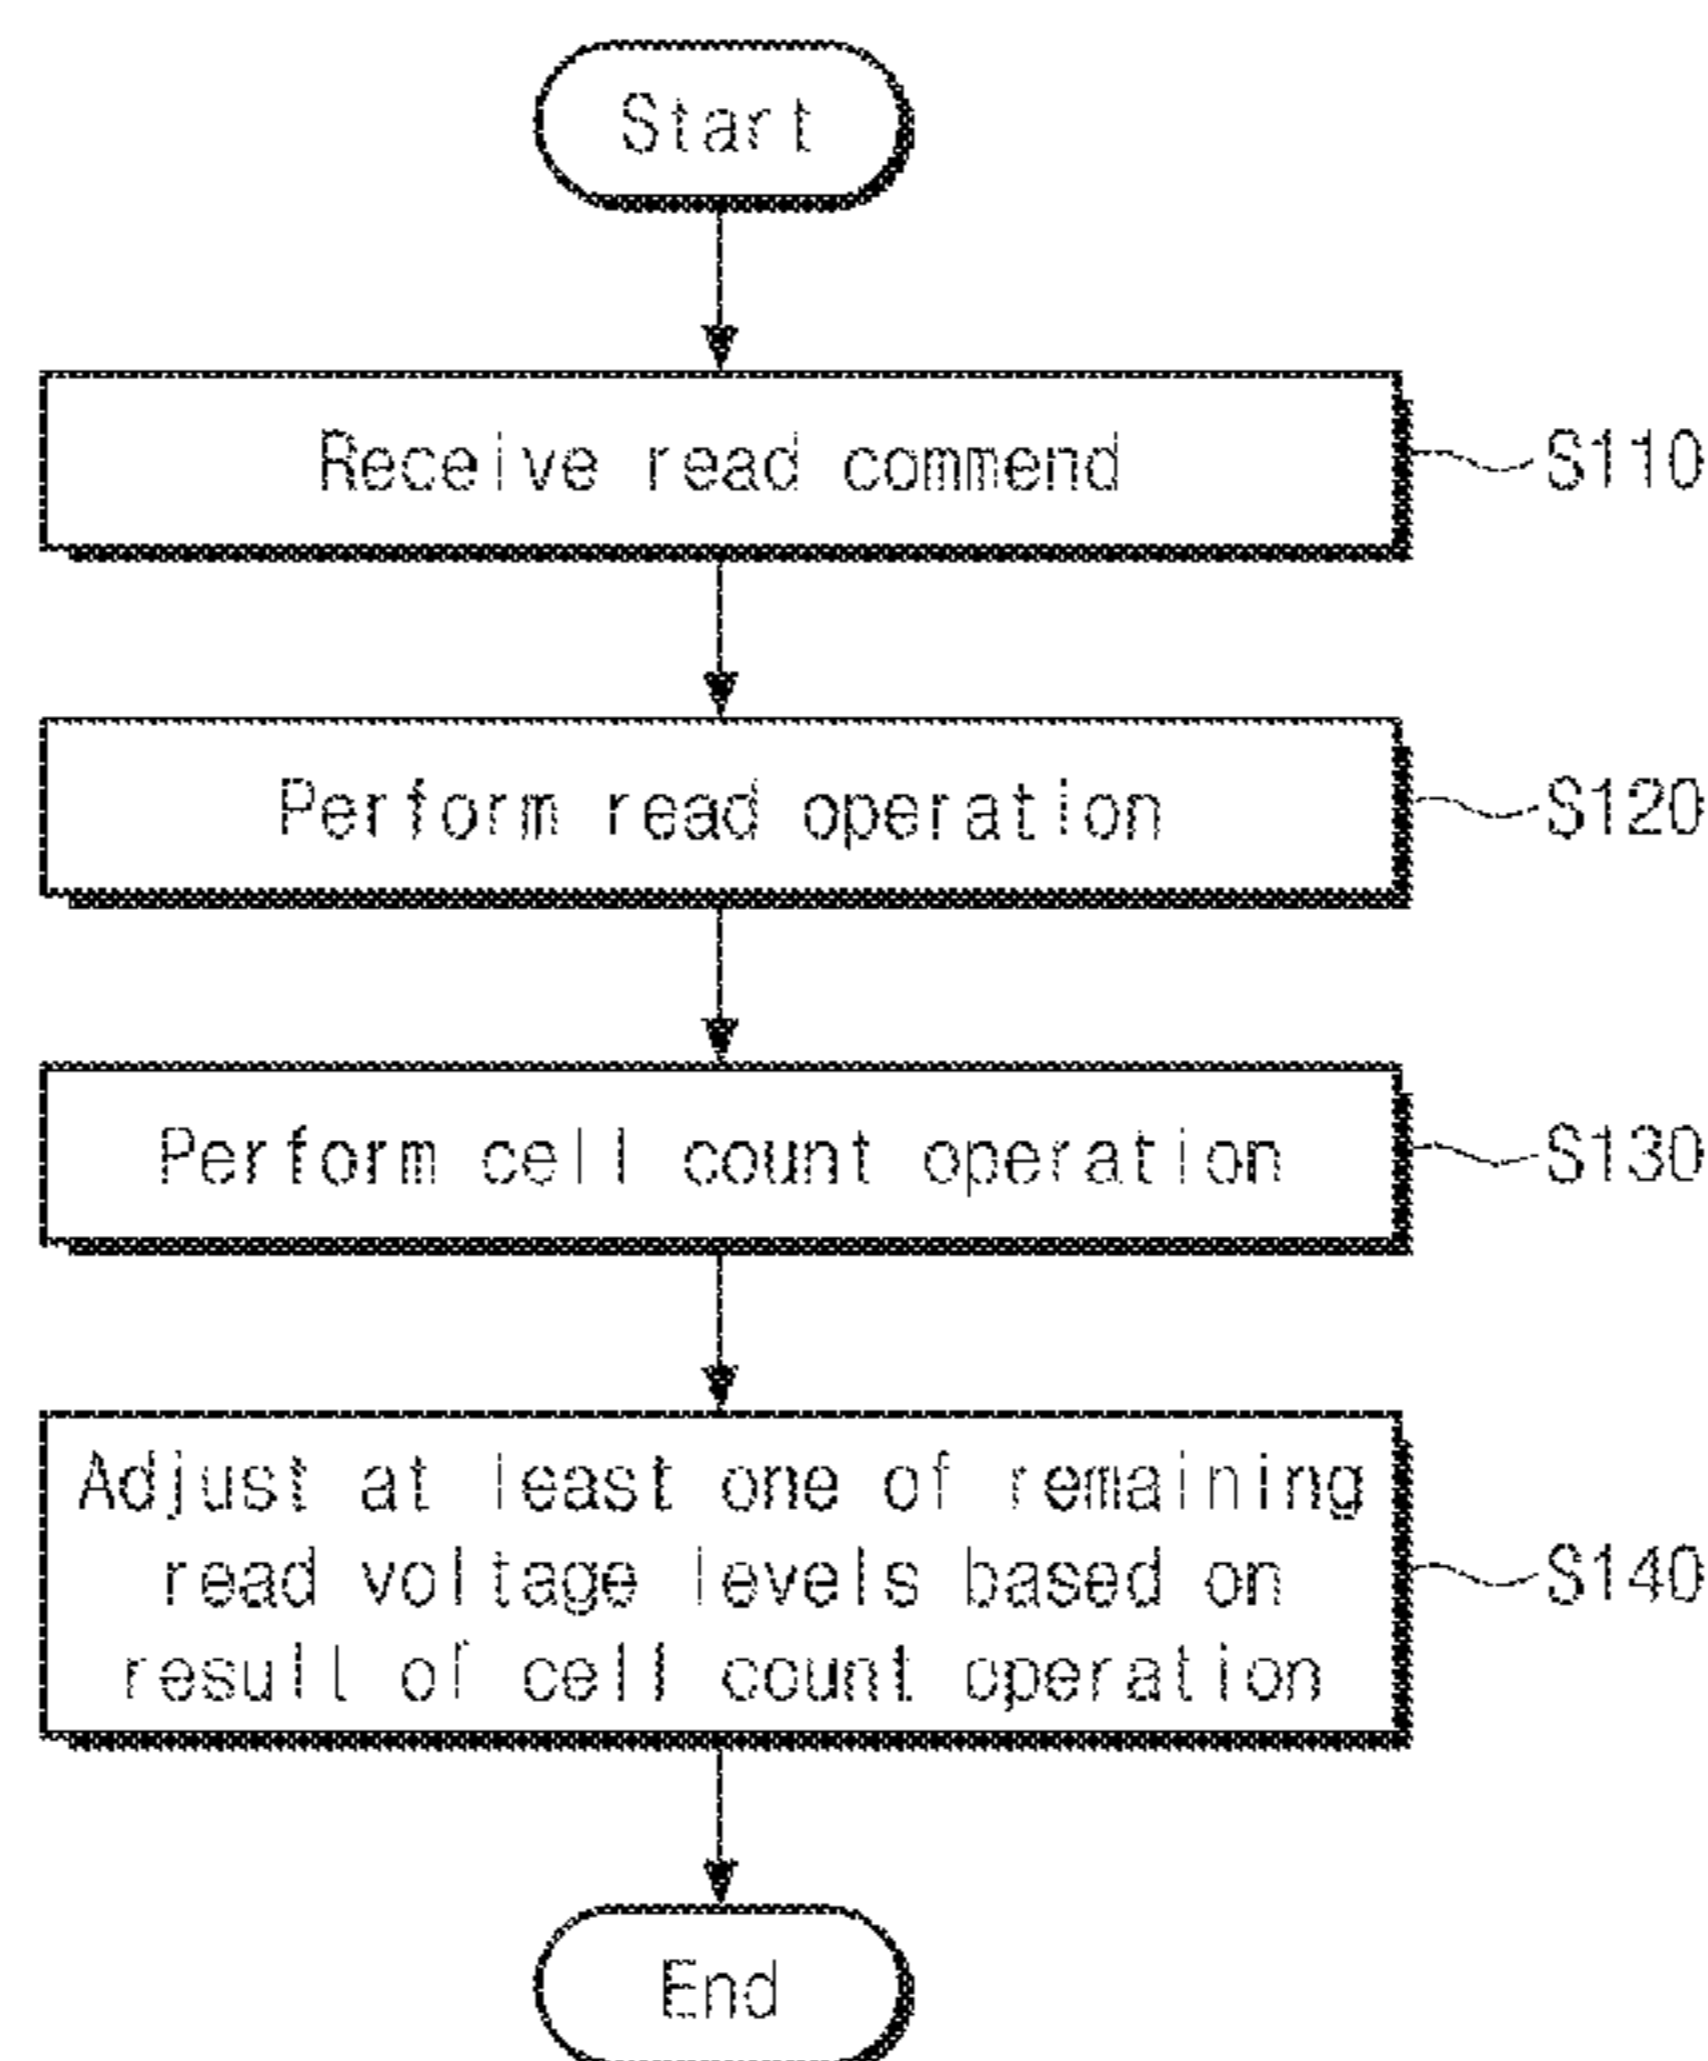 Start
Receive read commend
S110
Perform read operation
S120
Perform cell count operation
S130
Adjust at least one of remaining
read voltage levels based on
result of cell count operation
S140
End